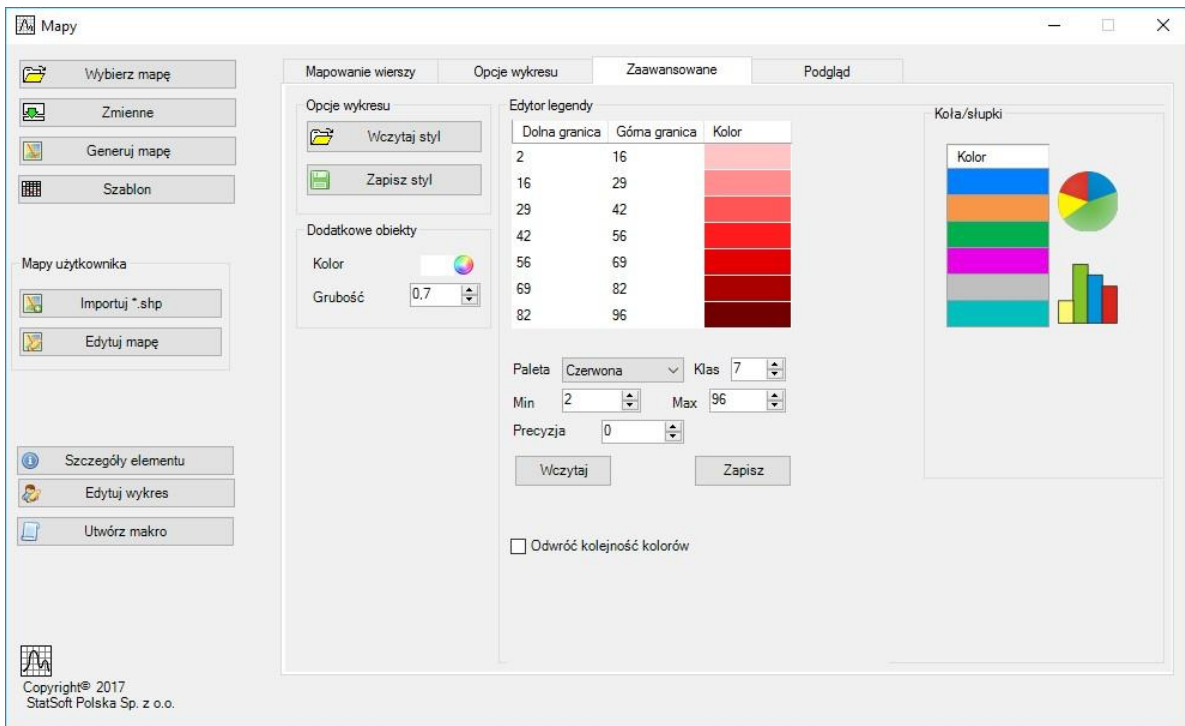 Mapy
Wybierz mapę
Zmienne
Generuj mapę
Szablon
Mapy użytkownika
Importuj *.shp
Edytuj mapę
Szczegóły elementu
Edytuj wykres
Utwórz makro
Copyright© 2017
StatSoft Polska Sp. z o.o.
Mapowanie wierszy Opcje wykresu Zaawansowane Podgląd
Opcje wykresu
Wczytaj styl
Zapisz styl
Dodatkowe obiekty
Kolor
Grubość 0,7
Edytor legendy
Dolna granica Górna granica Kolor
2 16
16 29
29 42
42 56
56 69
69 82
82 96
Paleta Czerwona Klas 7
Min 2 Max 96
Precyzja 0
Wczytaj Zapisz
Odwróć kolejność kolorów
Koła/słupki
Kolor